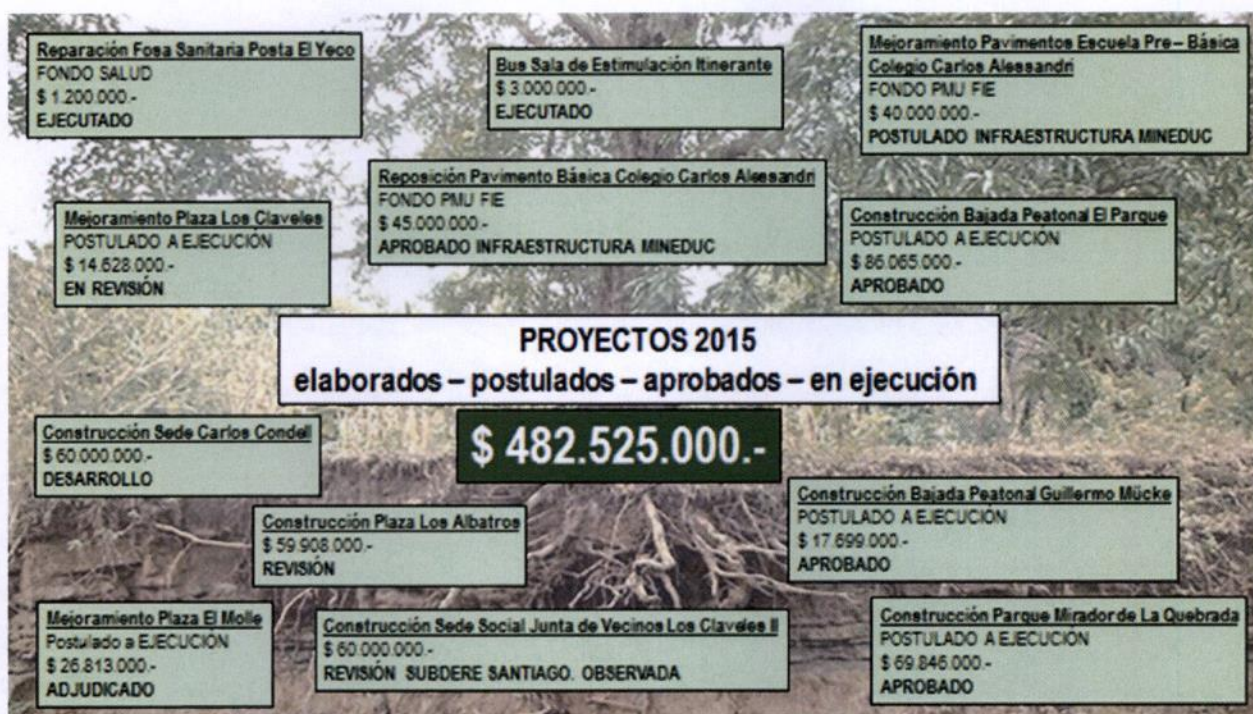 Reparación Fosa Sanitaria Posta El Yeco
FONDO SALUD
$ 1.200.000.-
EJECUTADO
Bus Sala de Estimulación Itinerante
$ 3.000.000.-
EJECUTADO
Mejoramiento Pavimentos Escuela Pre – Básica
Colegio Carlos Alessandri
FONDO PMU FIE
$ 40.000.000.-
POSTULADO INFRAESTRUCTURA MINEDUC
Reposición Pavimento Básica Colegio Carlos Alessandri
FONDO PMU FIE
$ 45.000.000.-
APROBADO INFRAESTRUCTURA MINEDUC
Mejoramiento Plaza Los Claveles
POSTULADO A EJECUCIÓN
$ 14.628.000.-
EN REVISIÓN
Construcción Bajada Peatonal El Parque
POSTULADO A EJECUCIÓN
$ 86.065.000.-
APROBADO
PROYECTOS 2015
elaborados – postulados – aprobados – en ejecución
$ 482.525.000.-
Construcción Sede Carlos Condell
$ 60.000.000.-
DESARROLLO
Construcción Bajada Peatonal Guillermo Mücke
POSTULADO A EJECUCIÓN
$ 17.699.000.-
APROBADO
Construcción Plaza Los Albatros
$ 59.908.000.-
REVISIÓN
Mejoramiento Plaza El Molle
Postulado a EJECUCIÓN
$ 26.813.000.-
ADJUDICADO
Construcción Sede Social Junta de Vecinos Los Claveles II
$ 60.000.000.-
REVISIÓN SUBDERE SANTIAGO. OBSERVADA
Construcción Parque Mirador de La Quebrada
POSTULADO A EJECUCIÓN
$ 69.846.000.-
APROBADO